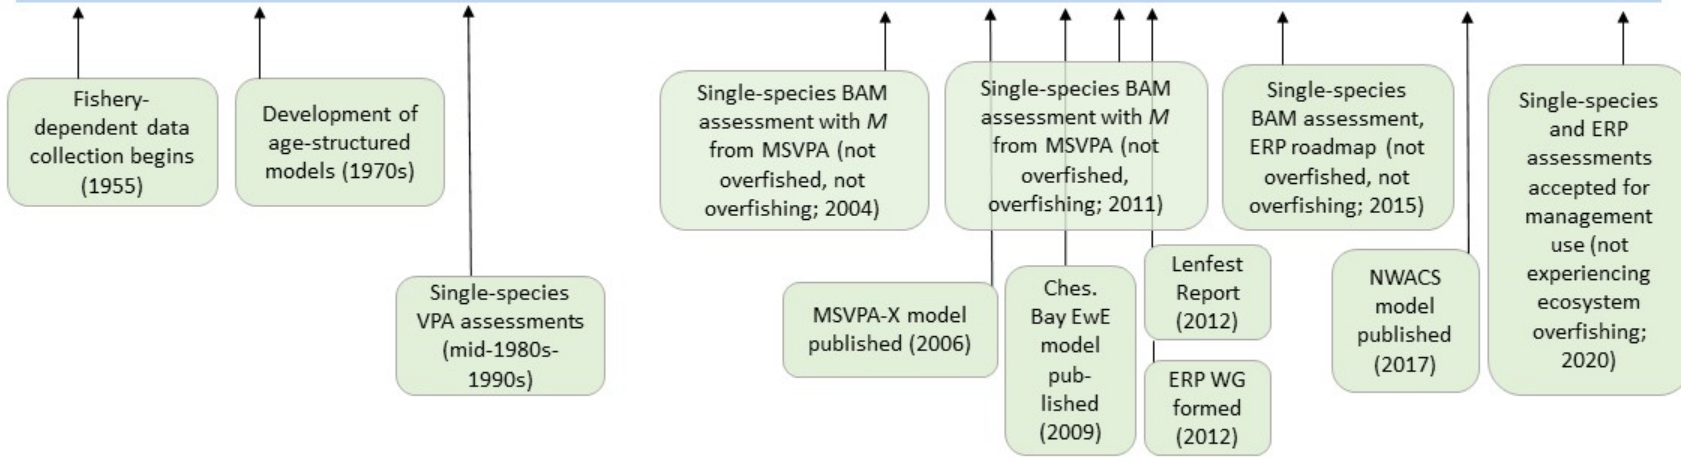 Fishery-
dependent data
collection begins
(1955)
Development of
age-structured
models (1970s)
Single-species
VPA assessments
(mid-1980s-
1990s)
Single-species BAM
assessment with M
from MSVPA (not
overfished, not
overfishing; 2004)
MSVPA-X model
published (2006)
Single-species BAM
assessment with M
from MSVPA (not
overfished,
overfishing; 2011)
Ches.
Bay EwE
model
pub-
lished
(2009)
Lenfest
Report
(2012)
ERP WG
formed
(2012)
Single-species
BAM assessment,
ERP roadmap (not
overfished, not
overfishing; 2015)
NWACS
model
published
(2017)
Single-species
and ERP
assessments
accepted for
management
use (not
experiencing
ecosystem
overfishing;
2020)